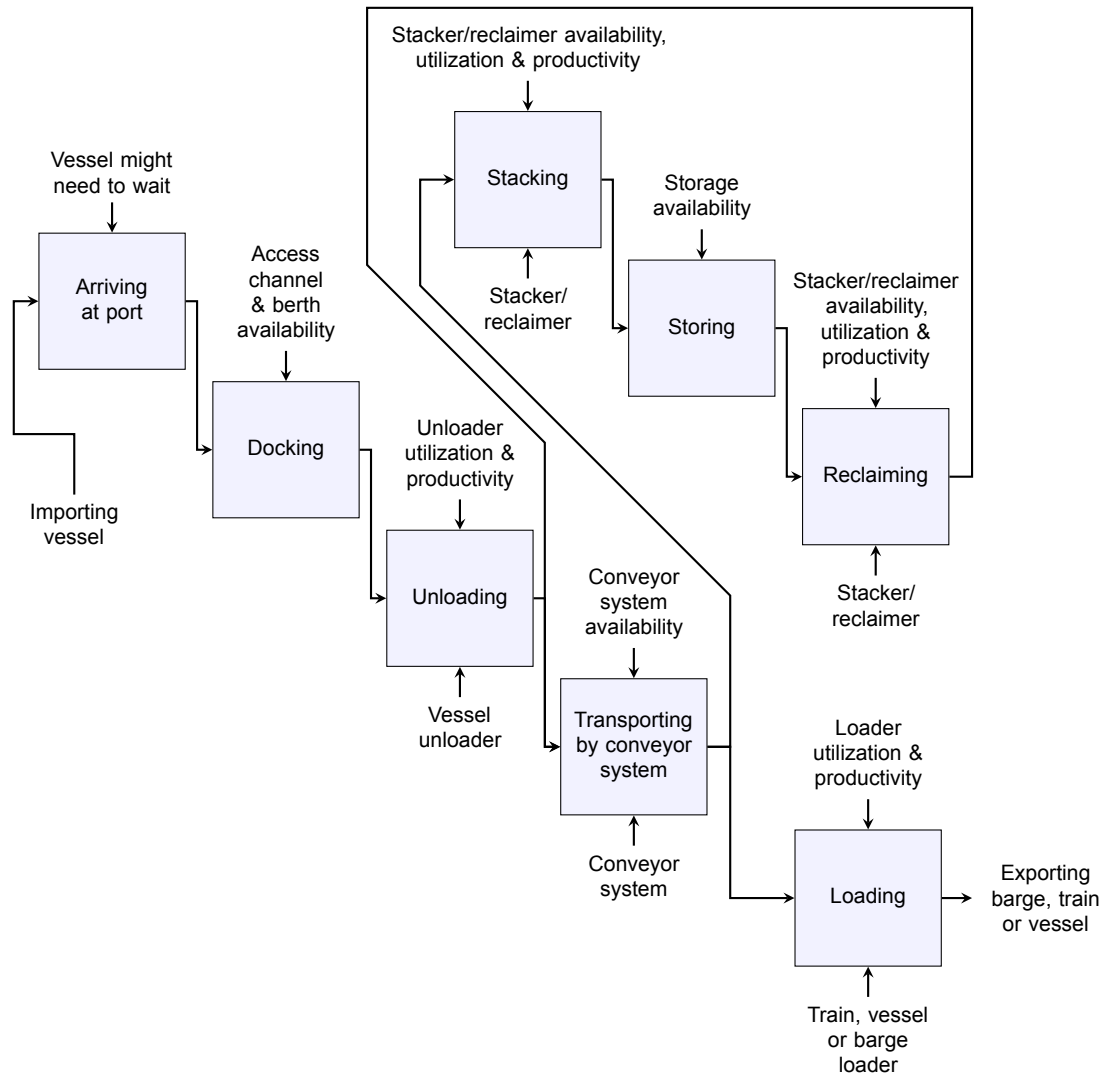 Stacker/reclaimer availability,
utilization & productivity
Stacking
Stacker/
reclaimer
Vessel might
need to wait
Arriving
at port
Importing
vessel
Access
channel
& berth
availability
Docking
Storage
availability
Storing
Stacker/reclaimer
availability,
utilization &
productivity
Reclaiming
Stacker/
reclaimer
Unloader
utilization &
productivity
Unloading
Vessel
unloader
Conveyor
system
availability
Transporting
by conveyor
system
Conveyor
system
Loader
utilization &
productivity
Loading
Exporting
barge, train
or vessel
Train, vessel
or barge
loader